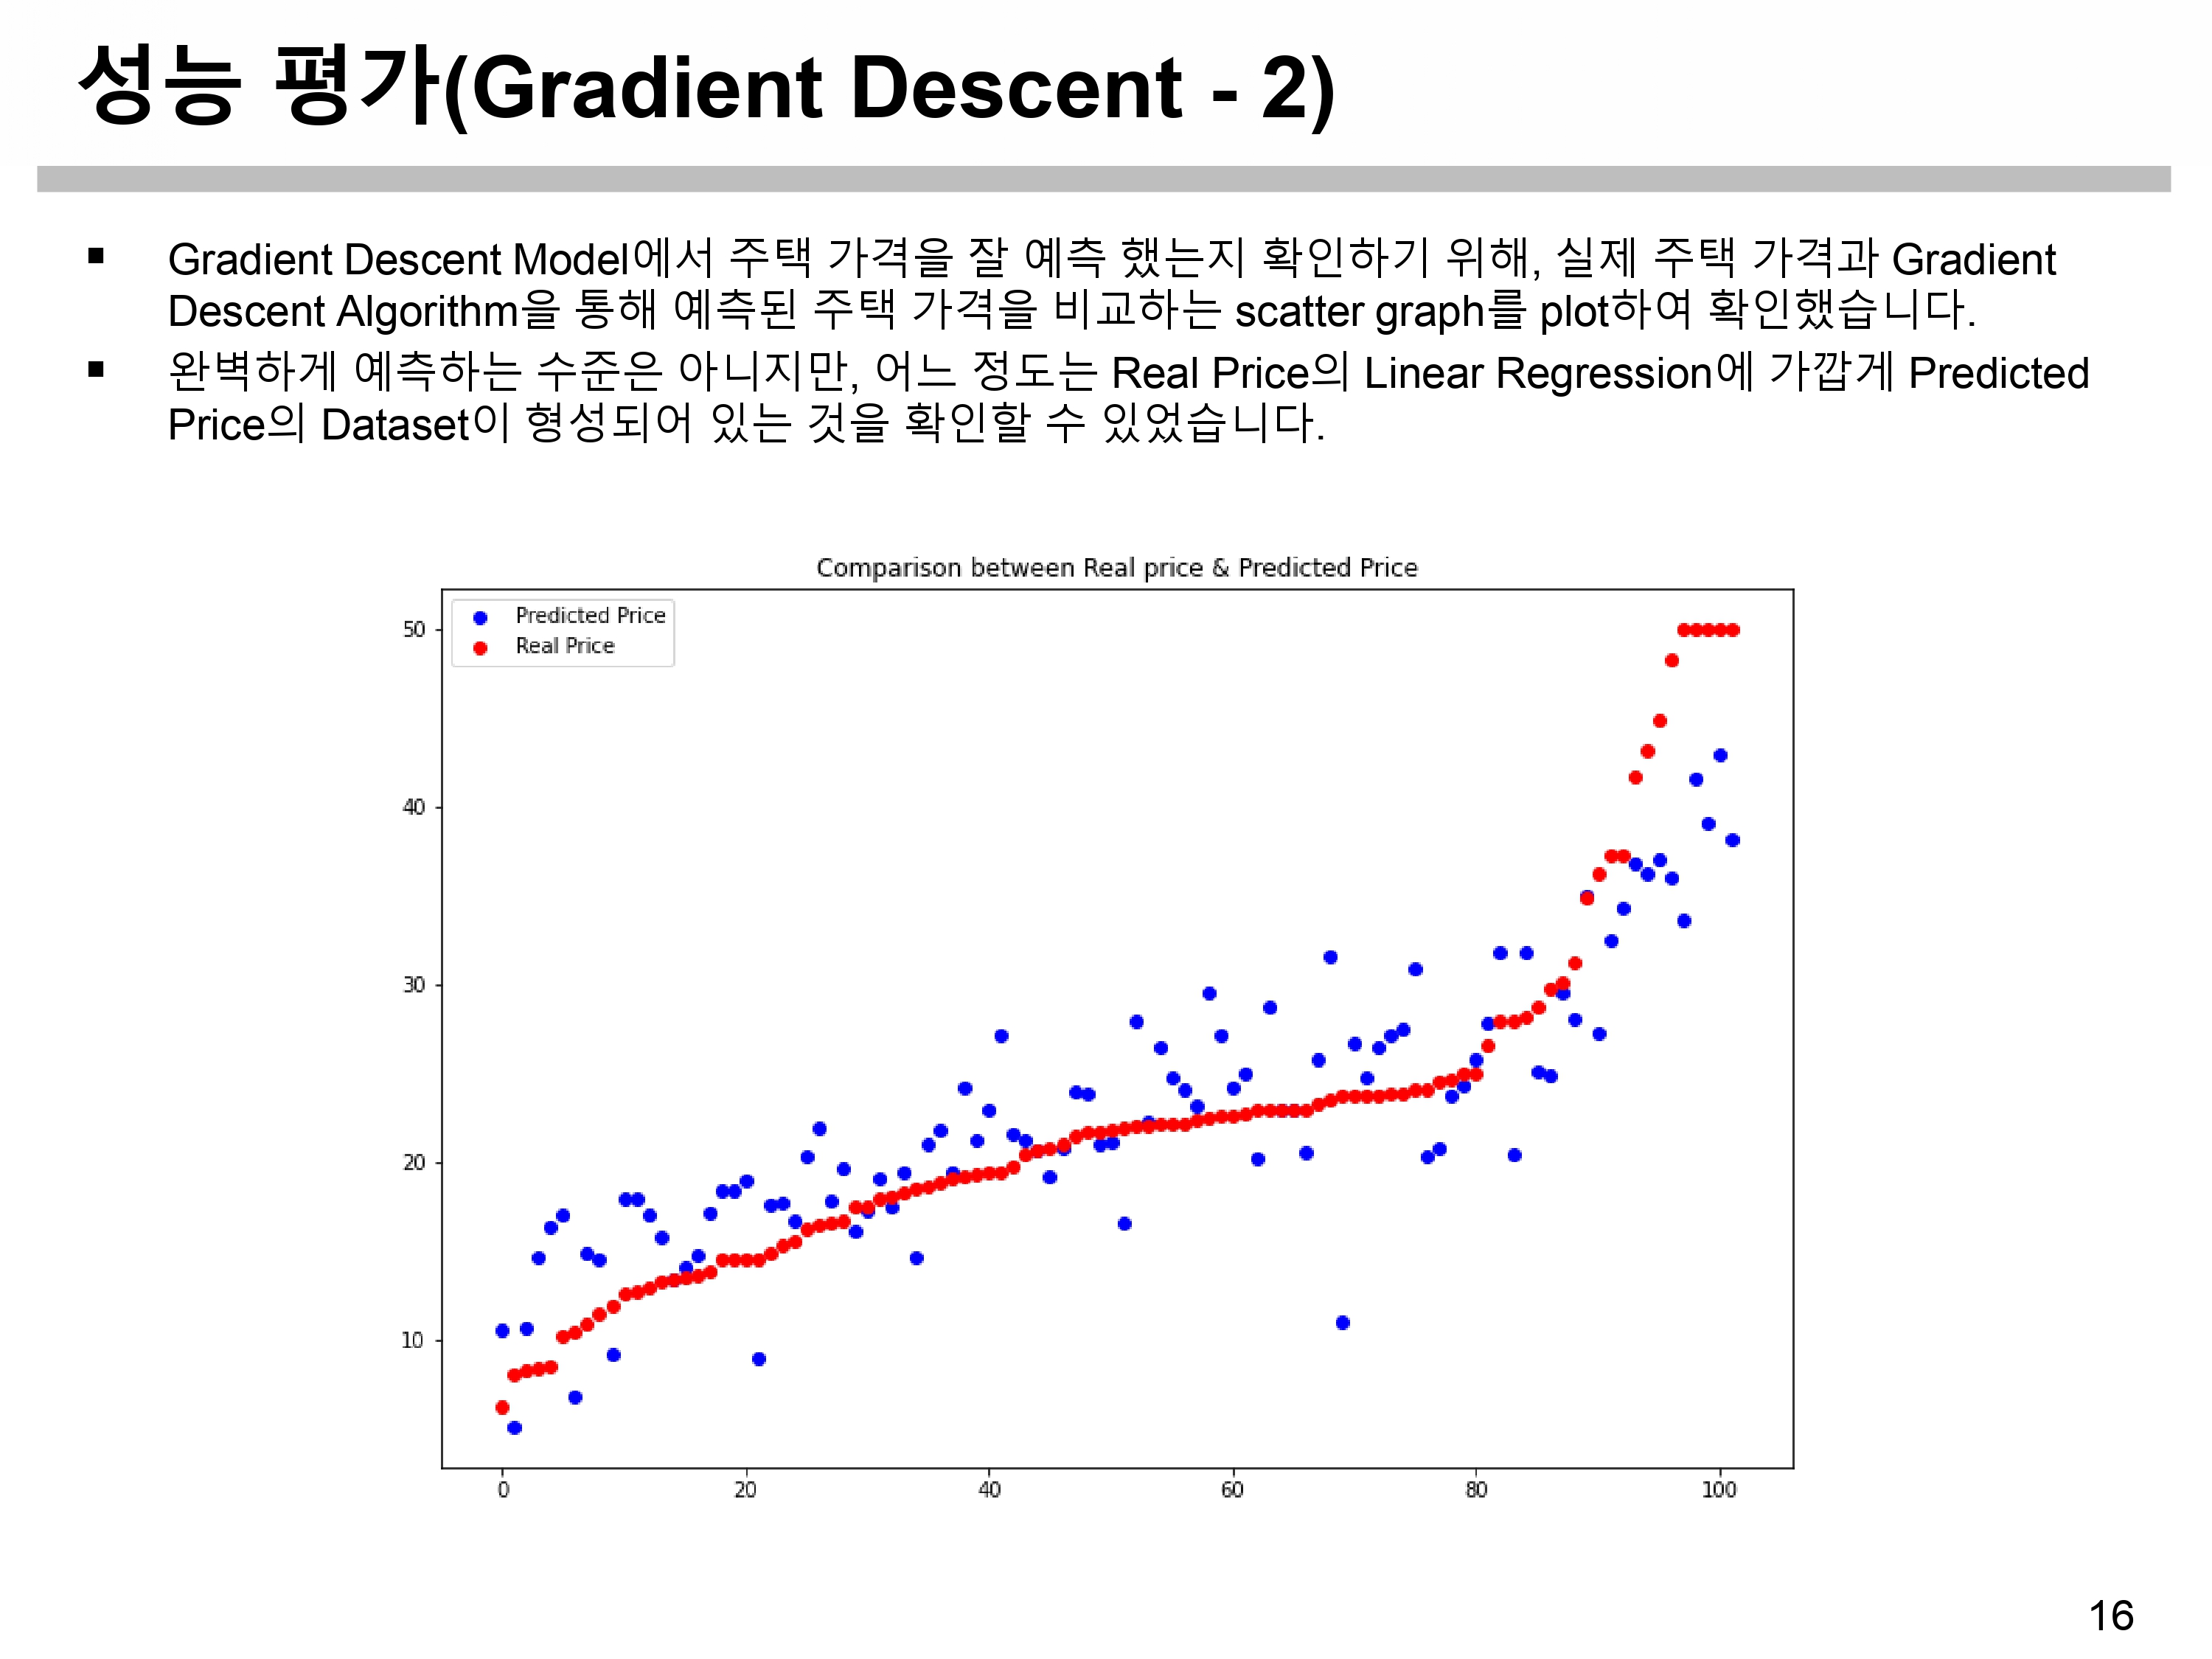 성능 평가(Gradient Descent - 2)
▪ Gradient Descent Model에서 주택 가격을 잘 예측 했는지 확인하기 위해, 실제 주택 가격과 Gradient
Descent Algorithm을 통해 예측된 주택 가격을 비교하는 scatter graph를 plot하여 확인했습니다.
▪ 완벽하게 예측하는 수준은 아니지만, 어느 정도는 Real Price의 Linear Regression에 가깝게 Predicted
Price의 Dataset이 형성되어 있는 것을 확인할 수 있었습니다.
Comparison between Real price & Predicted Price
Predicted Price
Real Price
50
40
30
20
10
0 20 40 60 80 100
16